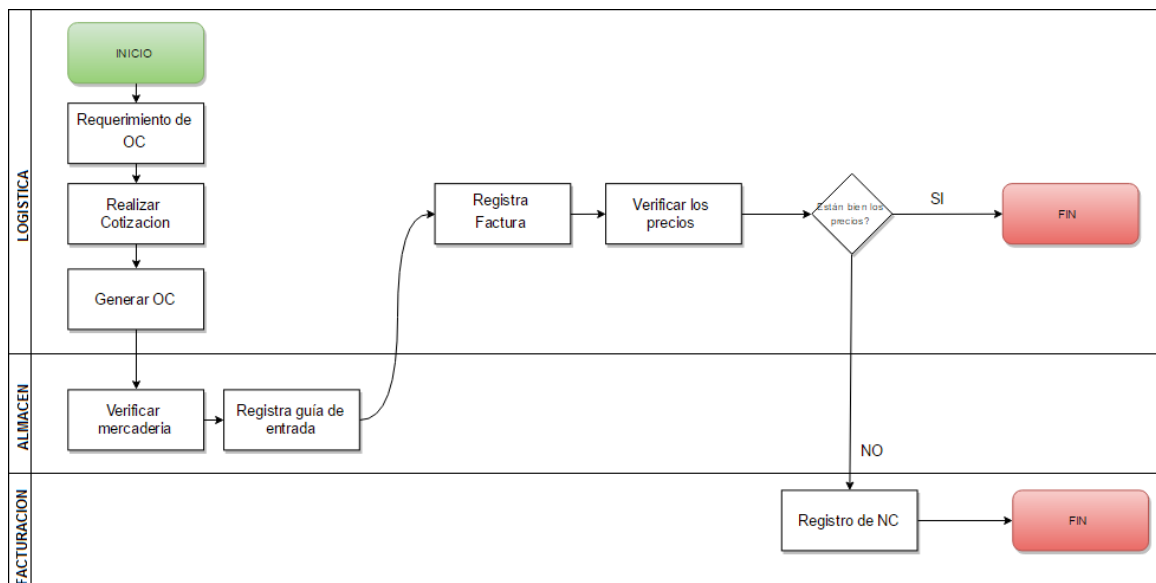 LOGISTICA
INICIO
Requerimiento de
OC
Realizar
Cotizacion
Generar OC
Registra
Factura
Verificar los
precios
Están bien los
precios?
SI
FIN
ALMACEN
Verificar
mercaderia
Registra guía de
entrada
NO
FACTURACION
Registro de NC
FIN